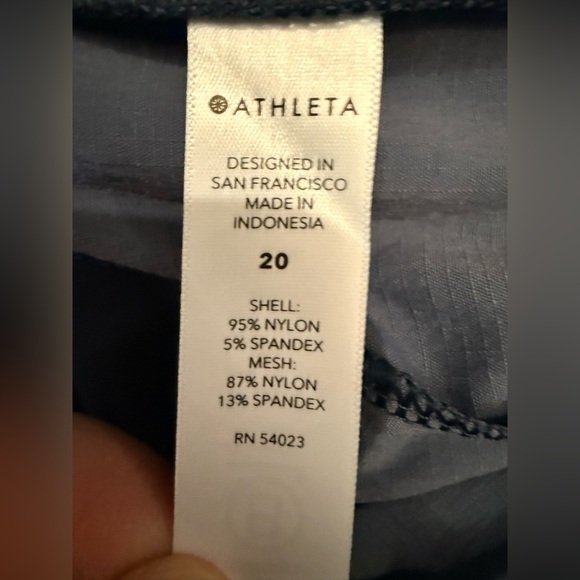 ATHLETA
DESIGNED IN
SAN FRANCISCO
MADE IN
INDONESIA
20
SHELL:
95% NYLON
5% SPANDEX
MESH:
87% NYLON
13% SPANDEX
RN 54023